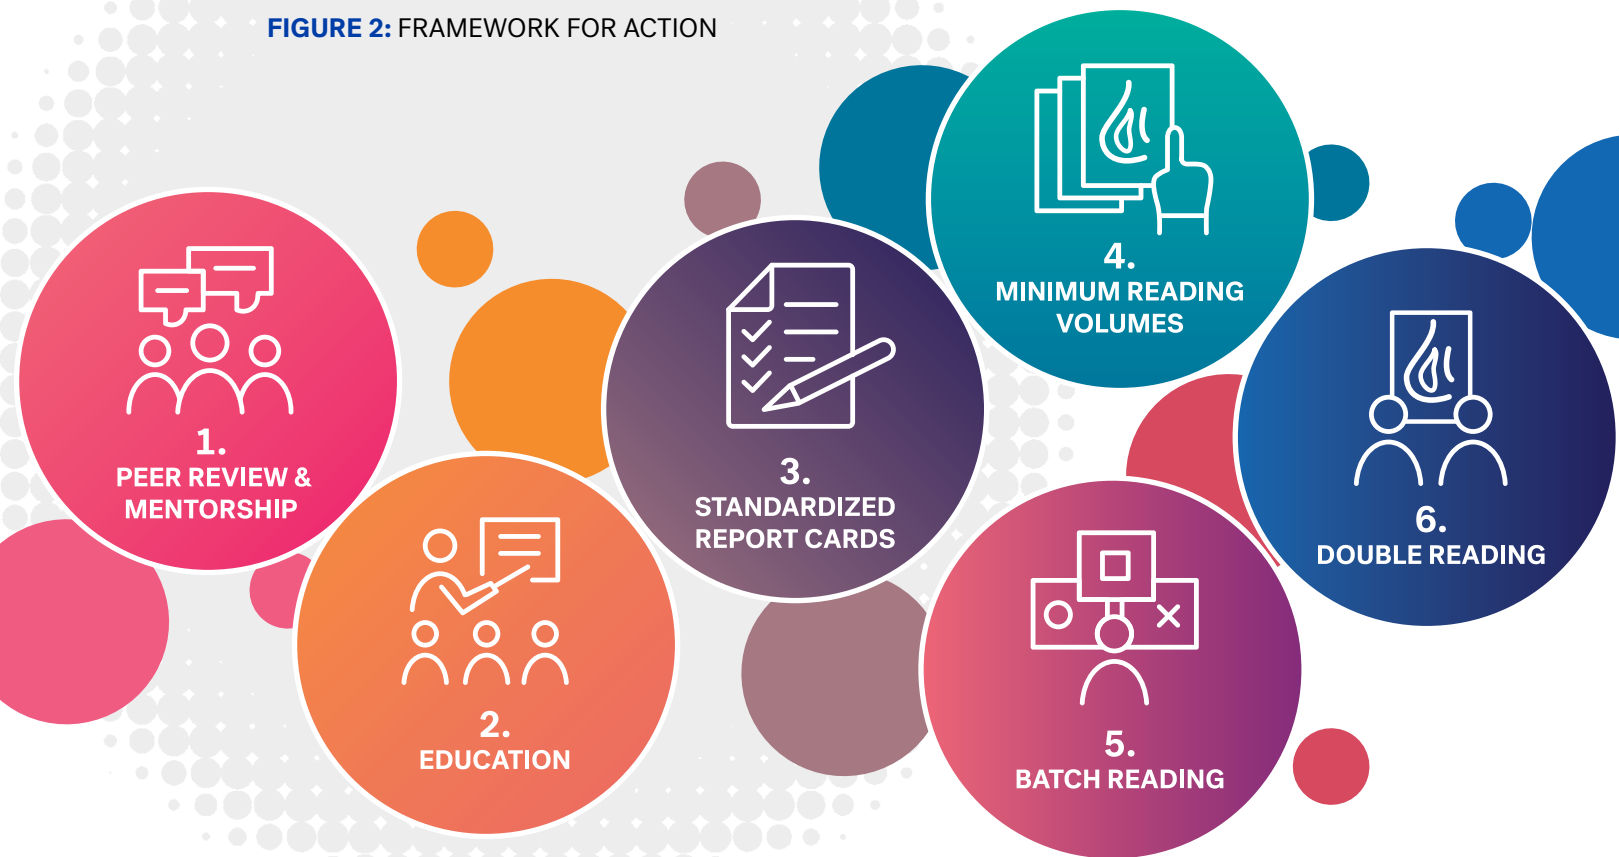 FIGURE 2: FRAMEWORK FOR ACTION
1.
PEER REVIEW &
MENTORSHIP
2.
EDUCATION
3.
STANDARDIZED
REPORT CARDS
4.
MINIMUM READING
VOLUMES
5.
BATCH READING
6.
DOUBLE READING